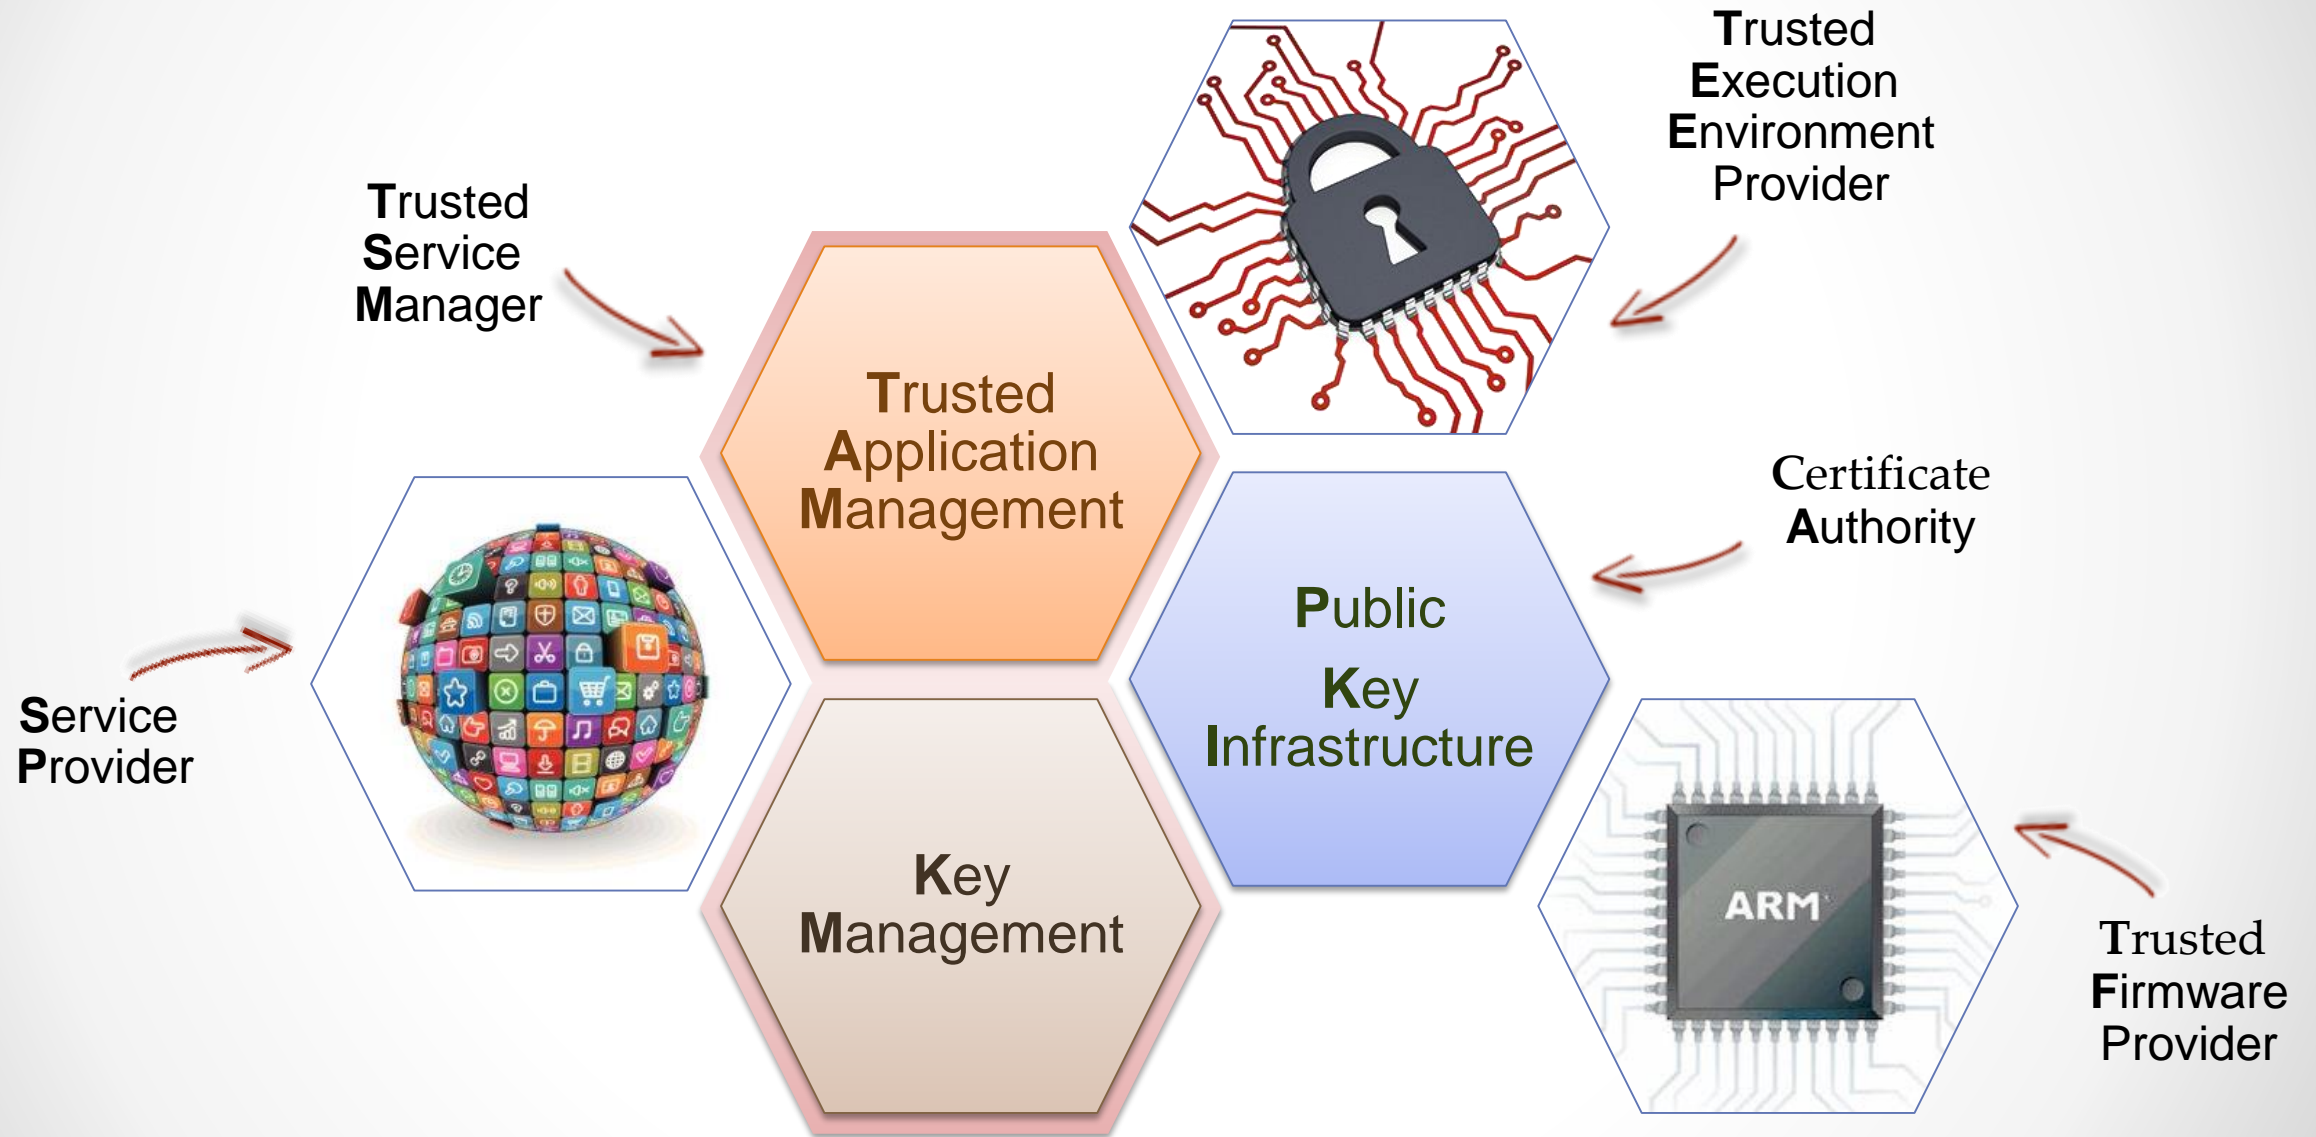 Trusted
Execution
Environment
Provider
Trusted
Service
Manager
Trusted
Application
Management
Certificate
Authority
Public
Key
Infrastructure
Service
Provider
Key
Management
ARM
Trusted
Firmware
Provider